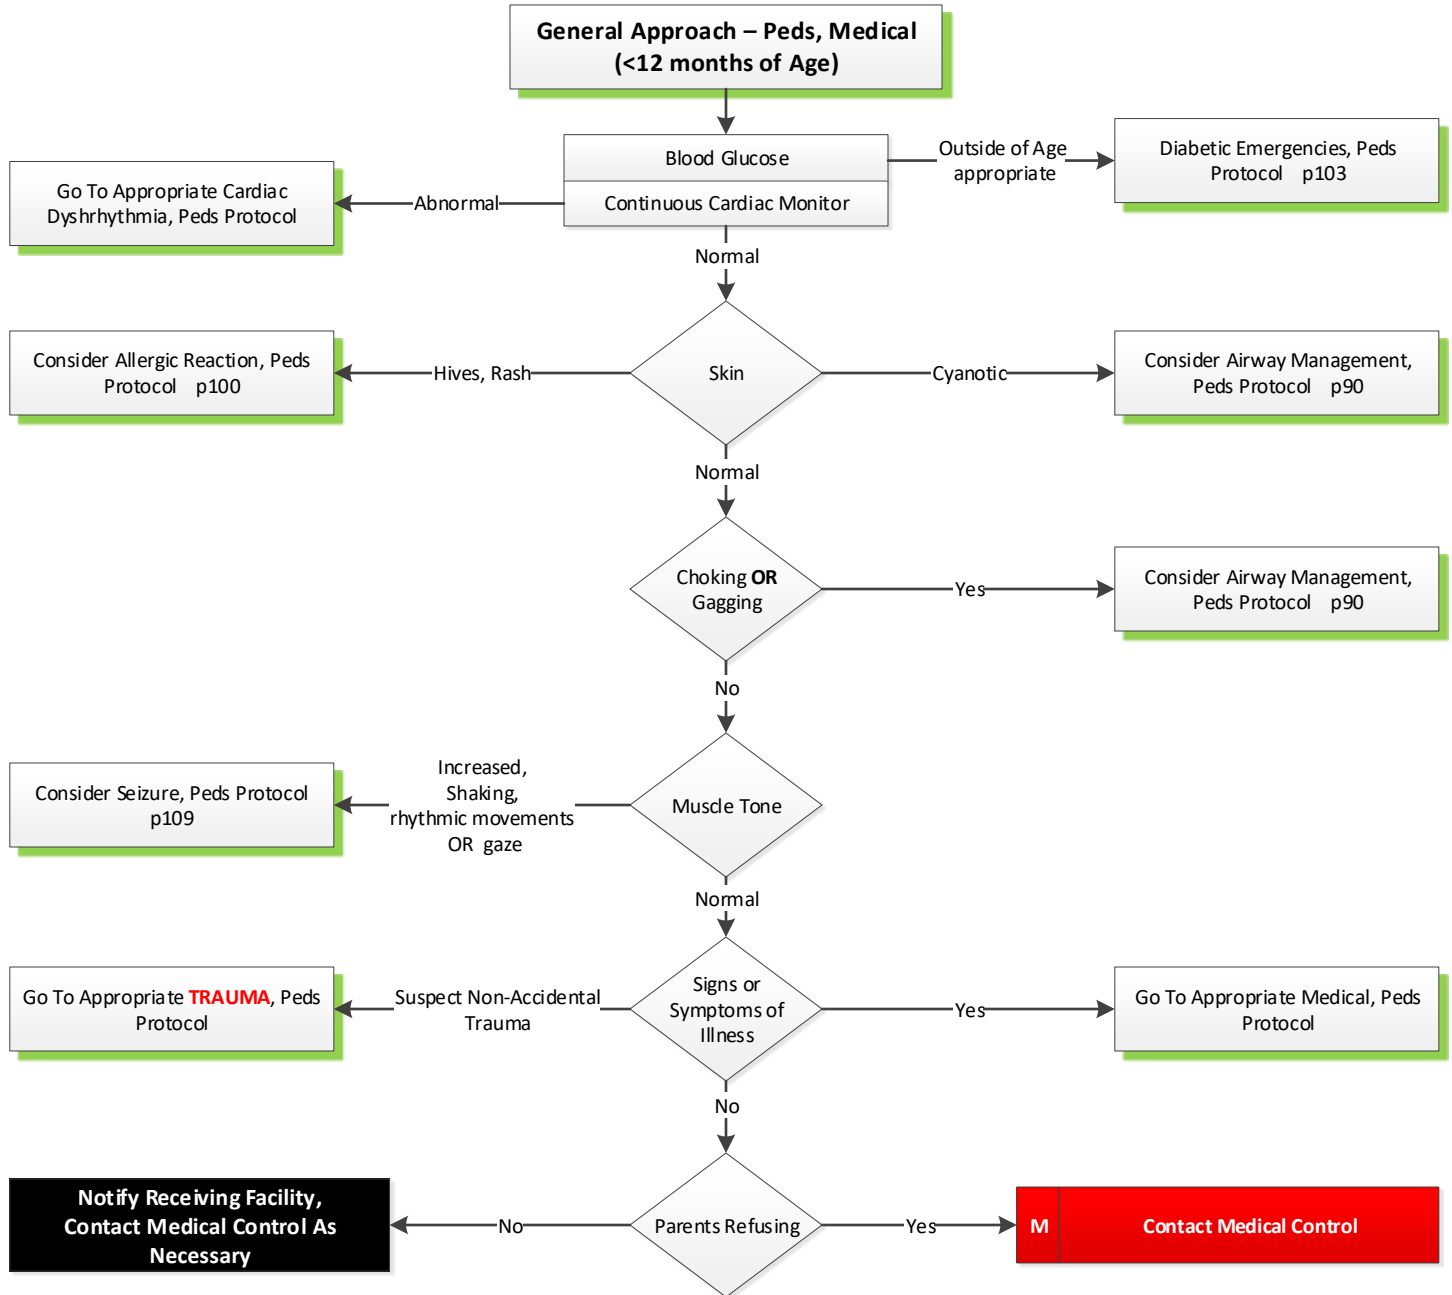 General Approach – Peds, Medical
(<12 months of Age)
Blood Glucose
Continuous Cardiac Monitor
Outside of Age
appropriate
Diabetic Emergencies, Peds
Protocol p103
Abnormal
Go To Appropriate Cardiac
Dyshrhythmia, Peds Protocol
Normal
Skin
Hives, Rash
Consider Allergic Reaction, Peds
Protocol p100
Cyanotic
Consider Airway Management,
Peds Protocol p90
Normal
Choking OR
Gagging
Yes
Consider Airway Management,
Peds Protocol p90
No
Muscle Tone
Increased,
Shaking,
rhythmic movements
OR gaze
Consider Seizure, Peds Protocol
p109
Normal
Signs or
Symptoms of
Illness
Suspect Non-Accidental
Trauma
Go To Appropriate TRAUMA, Peds
Protocol
Yes
Go To Appropriate Medical, Peds
Protocol
No
Parents Refusing
No
Notify Receiving Facility,
Contact Medical Control As
Necessary
Yes
M
Contact Medical Control